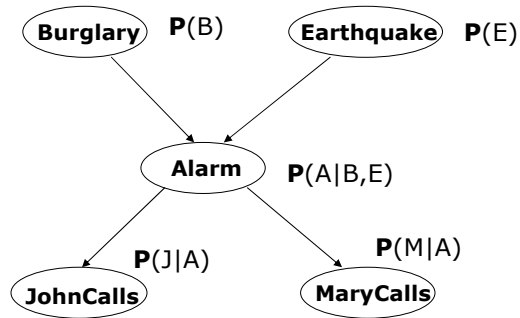 Burglary P(B)
Earthquake P(E)
Alarm P(A|B,E)
P(J|A)
P(M|A)
JohnCalls
MaryCalls